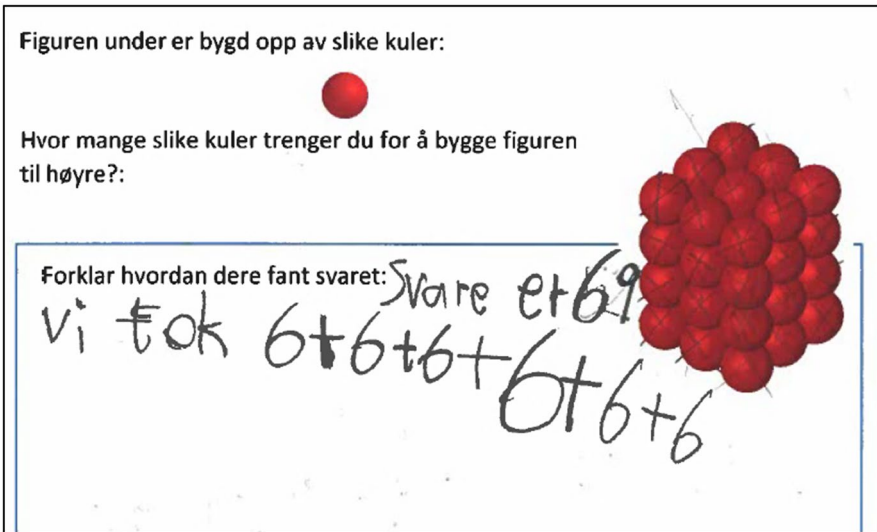 Figuren under er bygd opp av slike kuler:
Hvor mange slike kuler trenger du for å bygge figuren
til høyre?:
Forklar hvordan dere fant svaret: Svare er 69
Vi tok 6+6+6+6+6+6